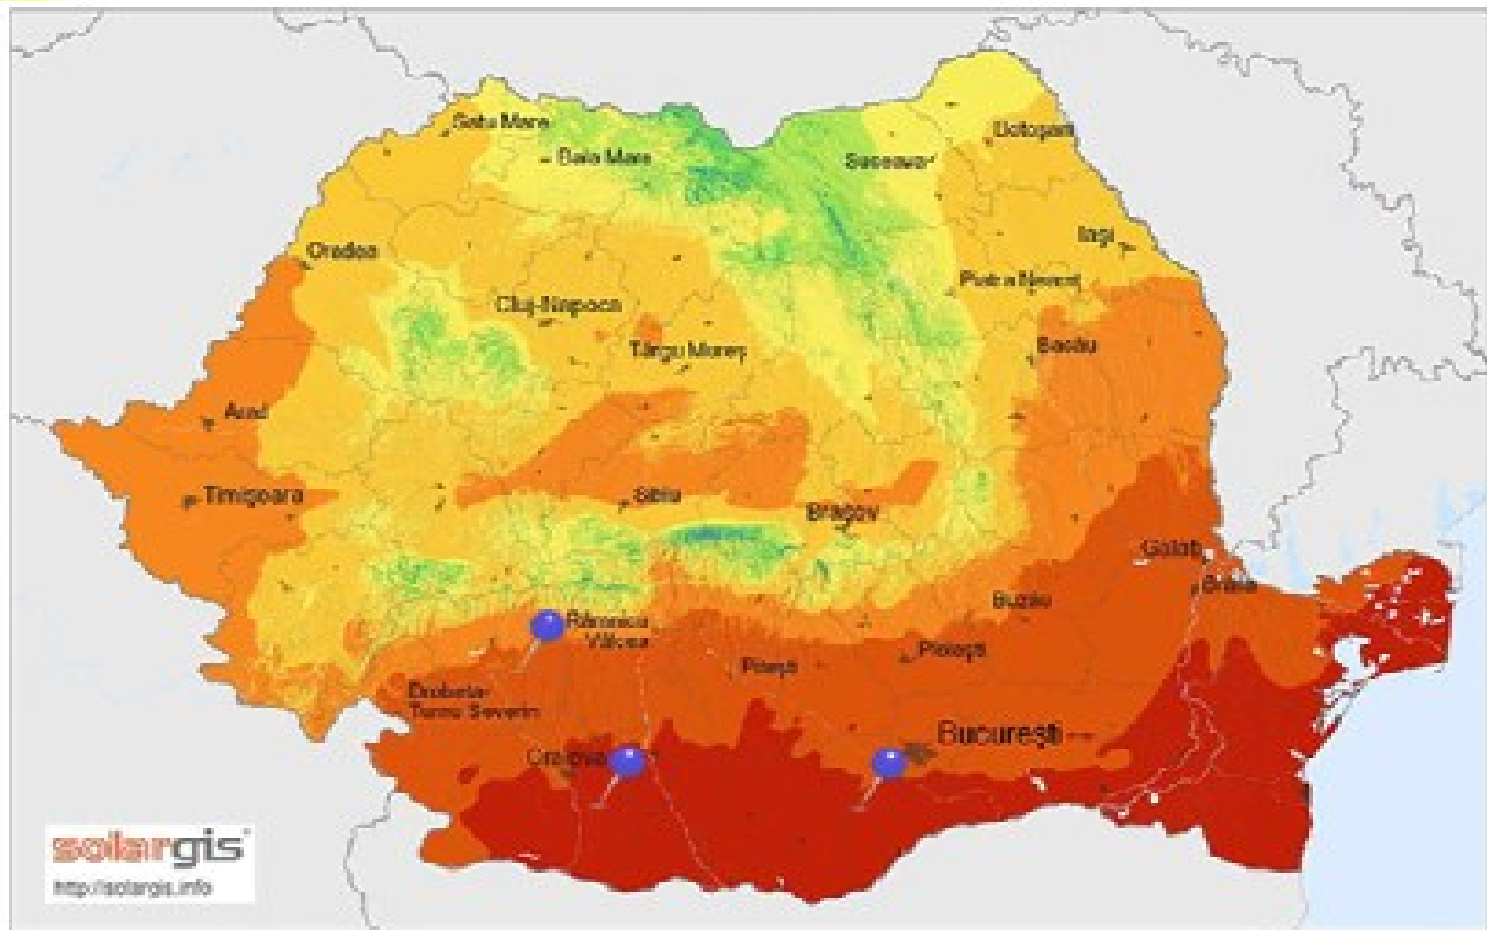 Satu Mare
Botoşani
Baia Mare
Suceava
Iaşi
Oradea
Piatra Neamţ
Cluj-Napoca
Târgu Mureş
Bacău
Arad
Timişoara
Sibiu
Braşov
Galaţi
Brăila
Buzău
Râmnicu
Vâlcea
Ploieşti
Piteşti
Drobeta-
Turnu Severin
Bucureşti
Craiova
solargis
http://solargis.info